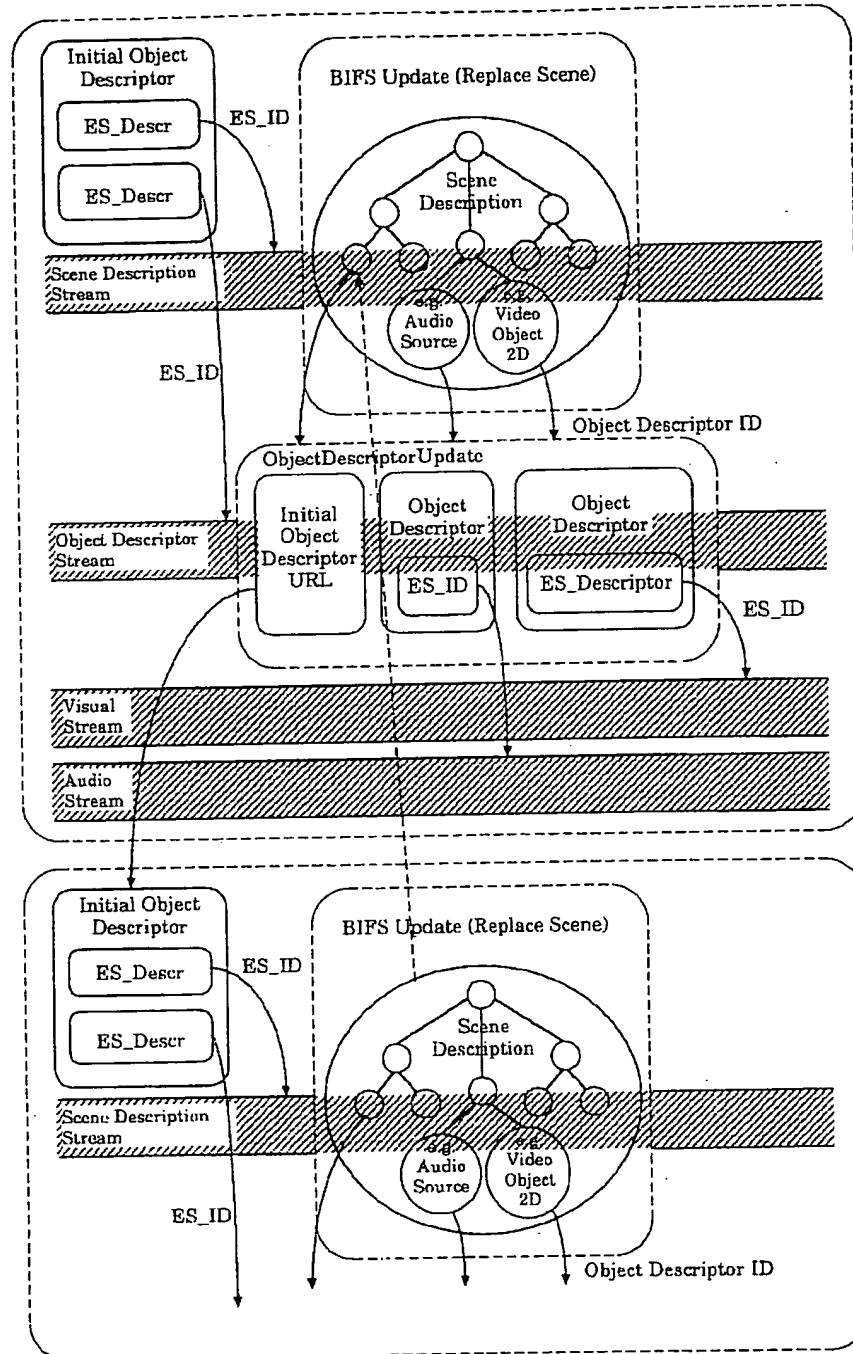 Initial Object
Descriptor
ES_Descr
ES_Descr
ES_ID
BIFS Update (Replace Scene)
Scene
Description
Scene Description
Stream
e.g.
Audio
Source
e.g.
Video
Object
2D
ES_ID
Object Descriptor ID
ObjectDescriptorUpdate
Initial
Object
Descriptor
URL
Object
Descriptor
ES_ID
Object
Descriptor
ES_Descriptor
Object Descriptor
Stream
ES_ID
Visual
Stream
Audio
Stream
Initial Object
Descriptor
ES_Descr
ES_Descr
ES_ID
BIFS Update (Replace Scene)
Scene
Description
Scene Description
Stream
e.g.
Audio
Source
e.g.
Video
Object
2D
ES_ID
Object Descriptor ID